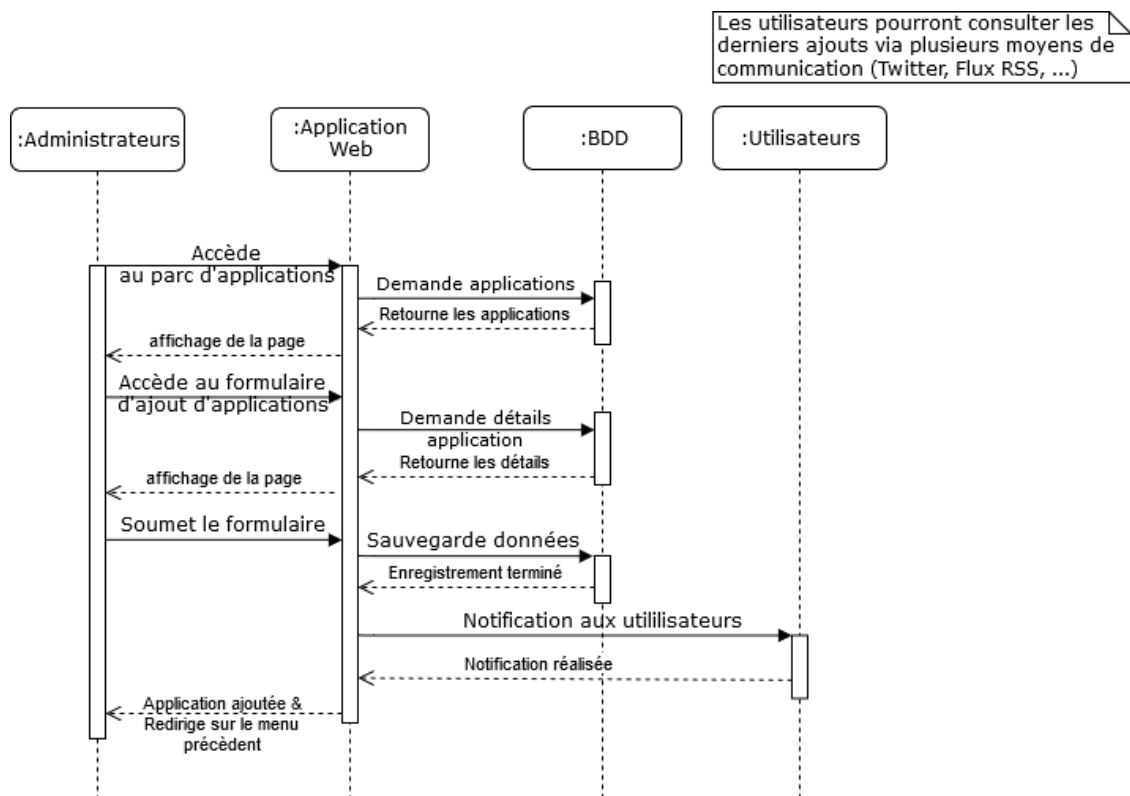 Les utilisateurs pourront consulter les
derniers ajouts via plusieurs moyens de
communication (Twitter, Flux RSS, ...)
:Administrateurs
:Application
Web
:BDD
:Utilisateurs
Accède
au parc d'applications
Demande applications
Retourne les applications
affichage de la page
Accède au formulaire
d'ajout d'applications
Demande détails
application
Retourne les détails
affichage de la page
Soumet le formulaire
Sauvegarde données
Enregistrement terminé
Notification aux utililisateurs
Notification réalisée
Application ajoutée &
Redirige sur le menu
précèdent